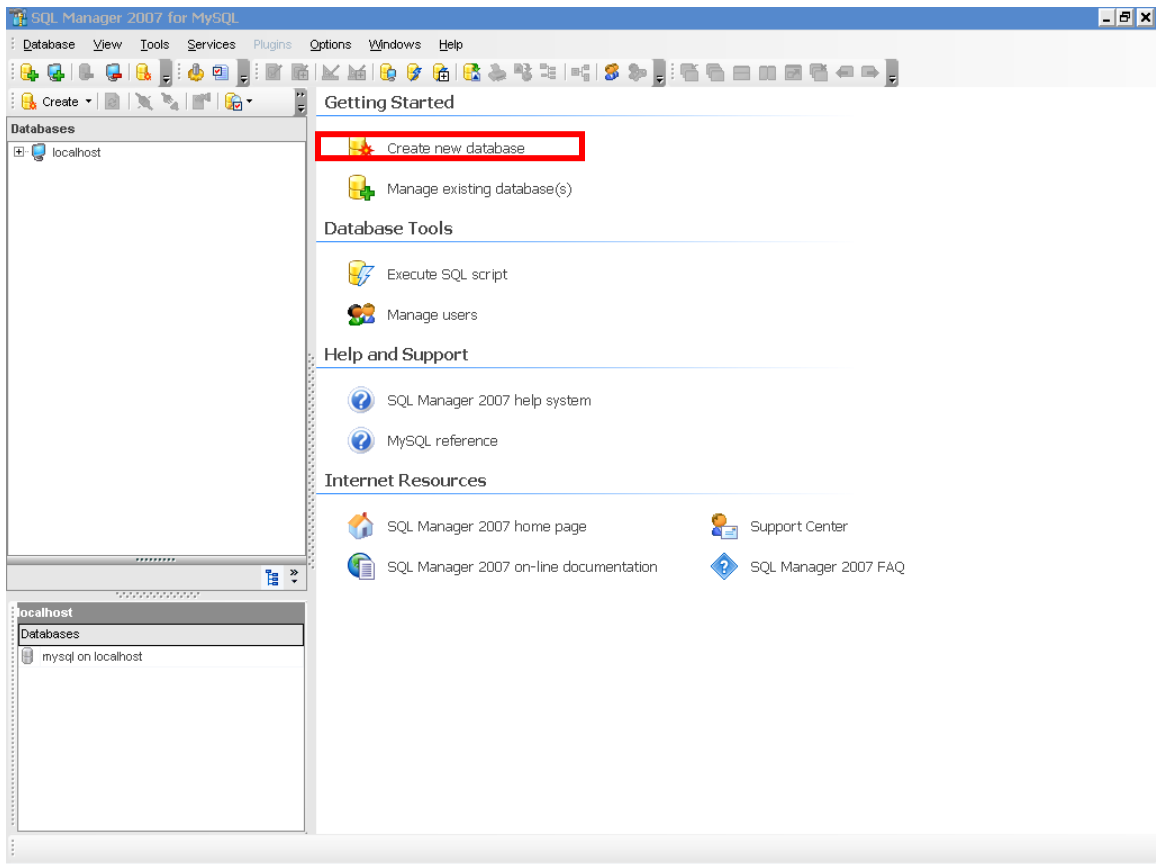 SQL Manager 2007 for MySQL
Database View Tools Services Plugins Options Windows Help
Create
Databases
localhost
Getting Started
Create new database
Manage existing database(s)
Database Tools
Execute SQL script
Manage users
Help and Support
SQL Manager 2007 help system
MySQL reference
Internet Resources
SQL Manager 2007 home page Support Center
SQL Manager 2007 on-line documentation SQL Manager 2007 FAQ
localhost
Databases
mysql on localhost